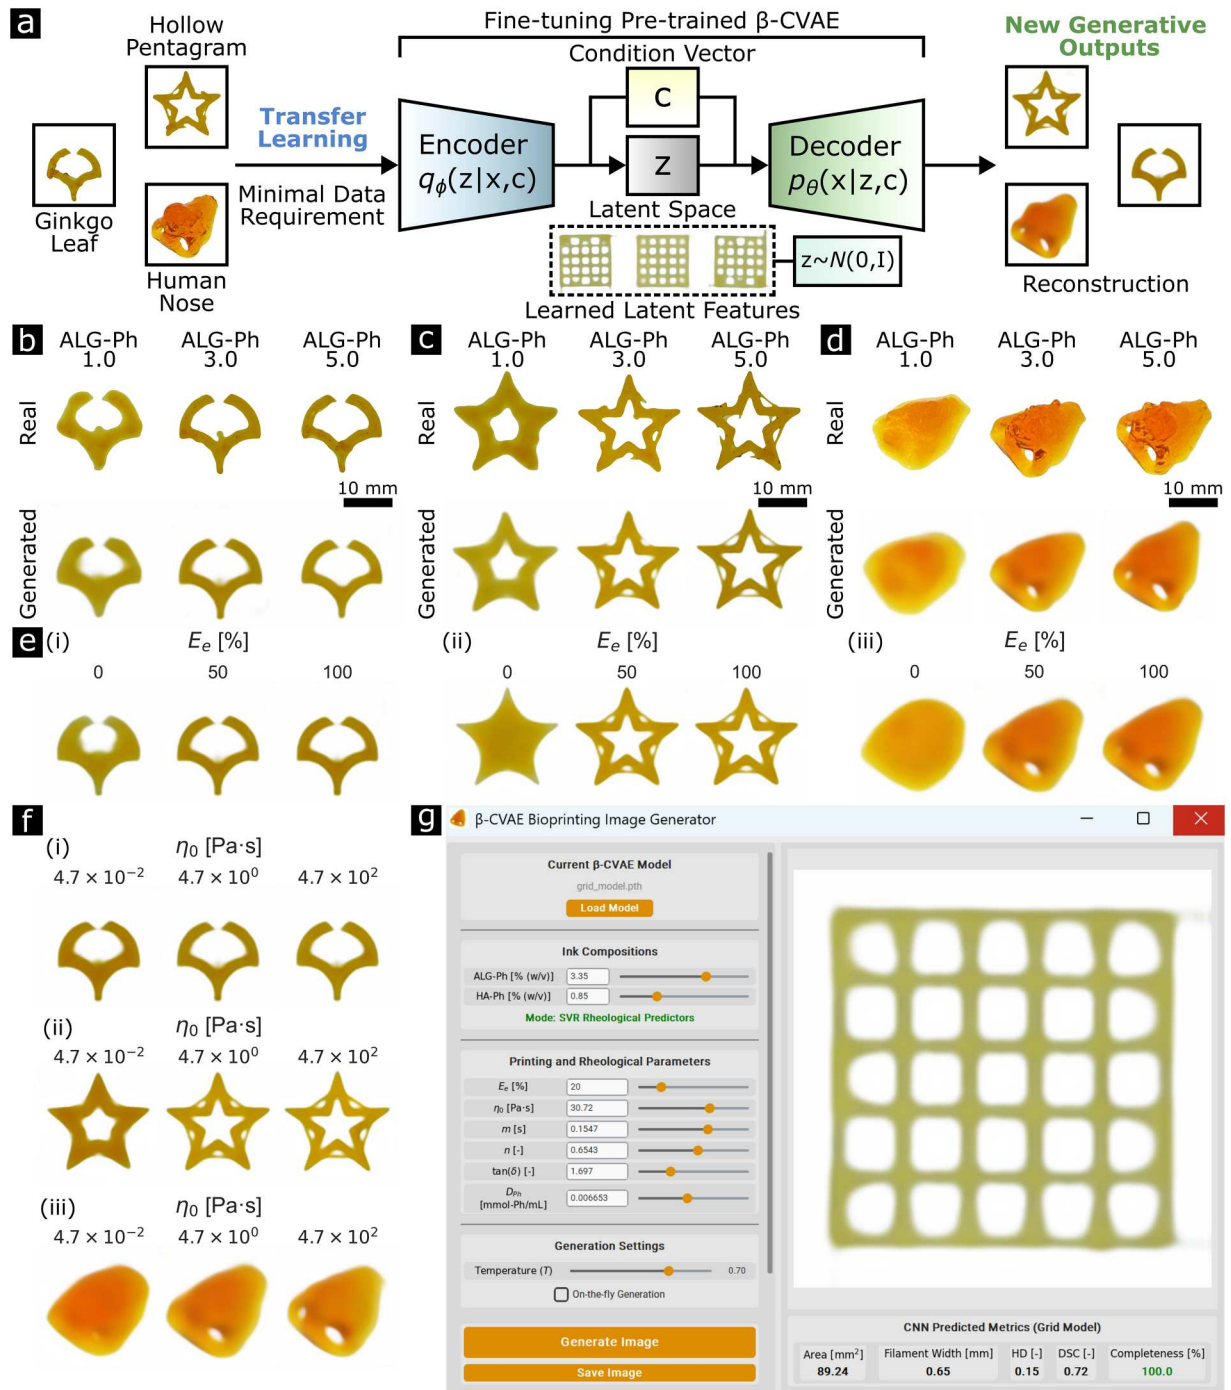 a
Hollow
Pentagram
Fine-tuning Pre-trained β-CVAE
Condition Vector
New Generative
Outputs
Transfer
Learning
Minimal Data
Requirement
Ginkgo
Leaf
Human
Nose
Encoder
qϕ(z|x,c)
c
z
Latent Space
Decoder
pθ(x|z,c)
z~N(0,I)
Learned Latent Features
Reconstruction
b
ALG-Ph
1.0
ALG-Ph
3.0
ALG-Ph
5.0
Real
10 mm
Generated
c
ALG-Ph
1.0
ALG-Ph
3.0
ALG-Ph
5.0
Real
10 mm
Generated
d
ALG-Ph
1.0
ALG-Ph
3.0
ALG-Ph
5.0
Real
10 mm
Generated
e
(i) Ee [%]
0 50 100
(ii) Ee [%]
0 50 100
(iii) Ee [%]
0 50 100
f
(i) η0 [Pa·s]
4.7 × 10⁻² 4.7 × 10⁰ 4.7 × 10²
(ii) η0 [Pa·s]
4.7 × 10⁻² 4.7 × 10⁰ 4.7 × 10²
(iii) η0 [Pa·s]
4.7 × 10⁻² 4.7 × 10⁰ 4.7 × 10²
g
β-CVAE Bioprinting Image Generator
Current β-CVAE Model
grid_model.pth
Load Model
Ink Compositions
ALG-Ph [% (w/v)] 3.35
HA-Ph [% (w/v)] 0.85
Mode: SVR Rheological Predictors
Printing and Rheological Parameters
Ee [%] 20
η0 [Pa·s] 30.72
m [s] 0.1547
n [-] 0.6543
tan(δ) [-] 1.697
DPh
[mmol-Ph/mL] 0.006653
Generation Settings
Temperature (T) 0.70
On-the-fly Generation
Generate Image
Save Image
CNN Predicted Metrics (Grid Model)
Area [mm²] Filament Width [mm] HD [-] DSC [-] Completeness [%]
89.24 0.65 0.15 0.72 100.0